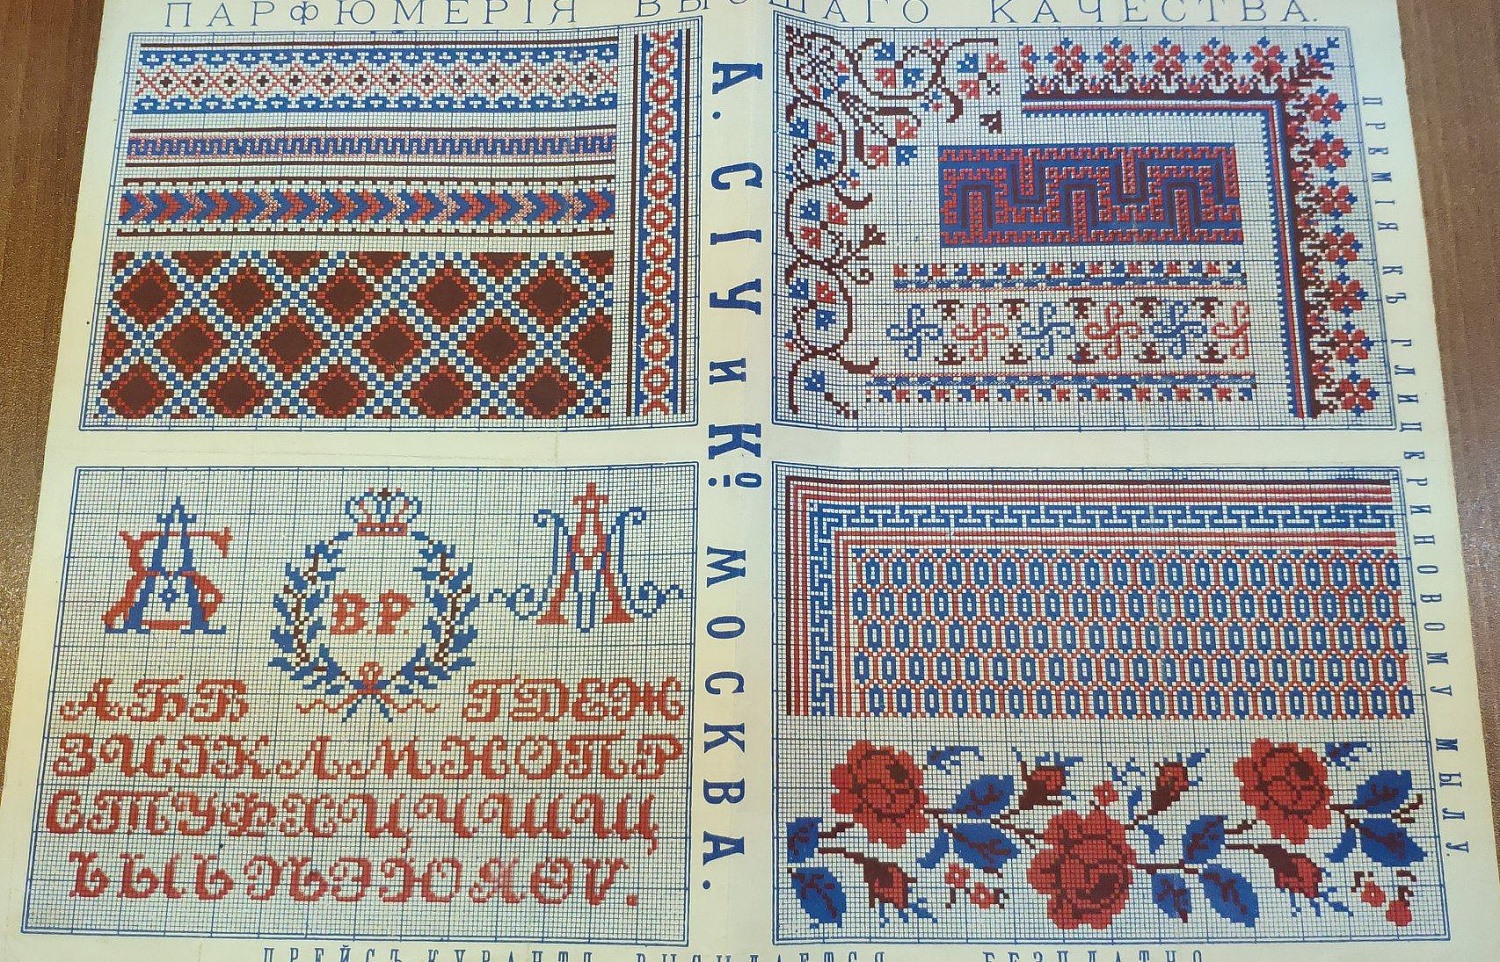 ПАРФЮМЕРІЯ ВЫСШАГО КАЧЕСТВА.
А. СІУ и К° МОСКВА.
ПРЕМІЯ КЪ ГЛИЦЕРИНОВОМУ МЫЛУ.
В.Р.
АБВ ГДЕЖ
ЗИІКЛМНОПР
СТУФХЦЧШЩ
ЪЫЬѢЭЮЯѲѴ.
ПРЕЙСЪ-КУРАНТЪ ВЫСЫЛАЕТСЯ БЕЗПЛАТНО